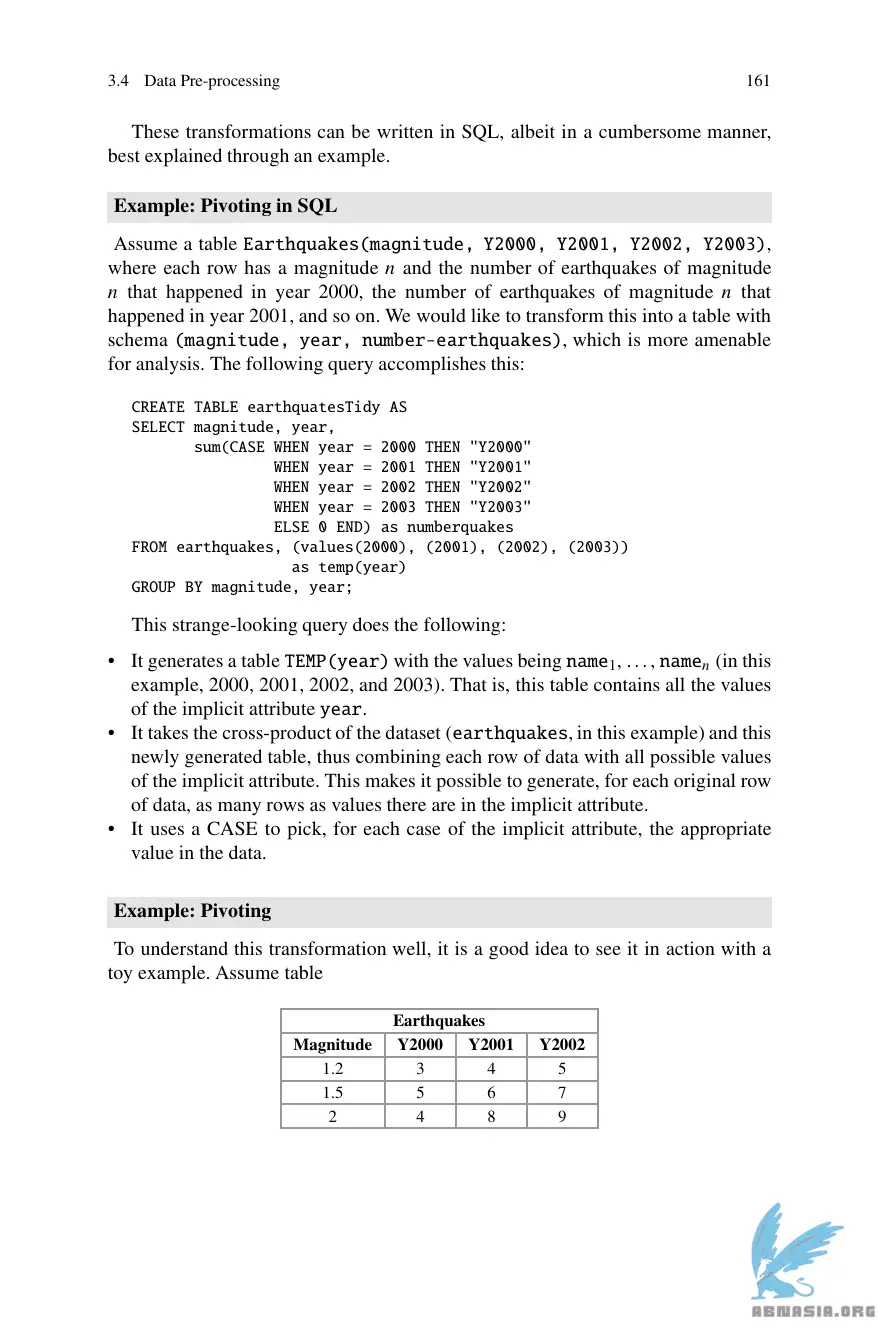 3.4 Data Pre-processing 161
These transformations can be written in SQL, albeit in a cumbersome manner,
best explained through an example.
Example: Pivoting in SQL
Assume a table Earthquakes(magnitude, Y2000, Y2001, Y2002, Y2003),
where each row has a magnitude n and the number of earthquakes of magnitude
n that happened in year 2000, the number of earthquakes of magnitude n that
happened in year 2001, and so on. We would like to transform this into a table with
schema (magnitude, year, number-earthquakes), which is more amenable
for analysis. The following query accomplishes this:
CREATE TABLE earthquatesTidy AS
SELECT magnitude, year,
sum(CASE WHEN year = 2000 THEN "Y2000"
WHEN year = 2001 THEN "Y2001"
WHEN year = 2002 THEN "Y2002"
WHEN year = 2003 THEN "Y2003"
ELSE 0 END) as numberquakes
FROM earthquakes, (values(2000), (2001), (2002), (2003))
as temp(year)
GROUP BY magnitude, year;
This strange-looking query does the following:
• It generates a table TEMP(year) with the values being name1, . . . , namen (in this
example, 2000, 2001, 2002, and 2003). That is, this table contains all the values
of the implicit attribute year.
• It takes the cross-product of the dataset (earthquakes, in this example) and this
newly generated table, thus combining each row of data with all possible values
of the implicit attribute. This makes it possible to generate, for each original row
of data, as many rows as values there are in the implicit attribute.
• It uses a CASE to pick, for each case of the implicit attribute, the appropriate
value in the data.
Example: Pivoting
To understand this transformation well, it is a good idea to see it in action with a
toy example. Assume table
Earthquakes
Magnitude Y2000 Y2001 Y2002
1.2 3 4 5
1.5 5 6 7
2 4 8 9
ABNASIA.ORG